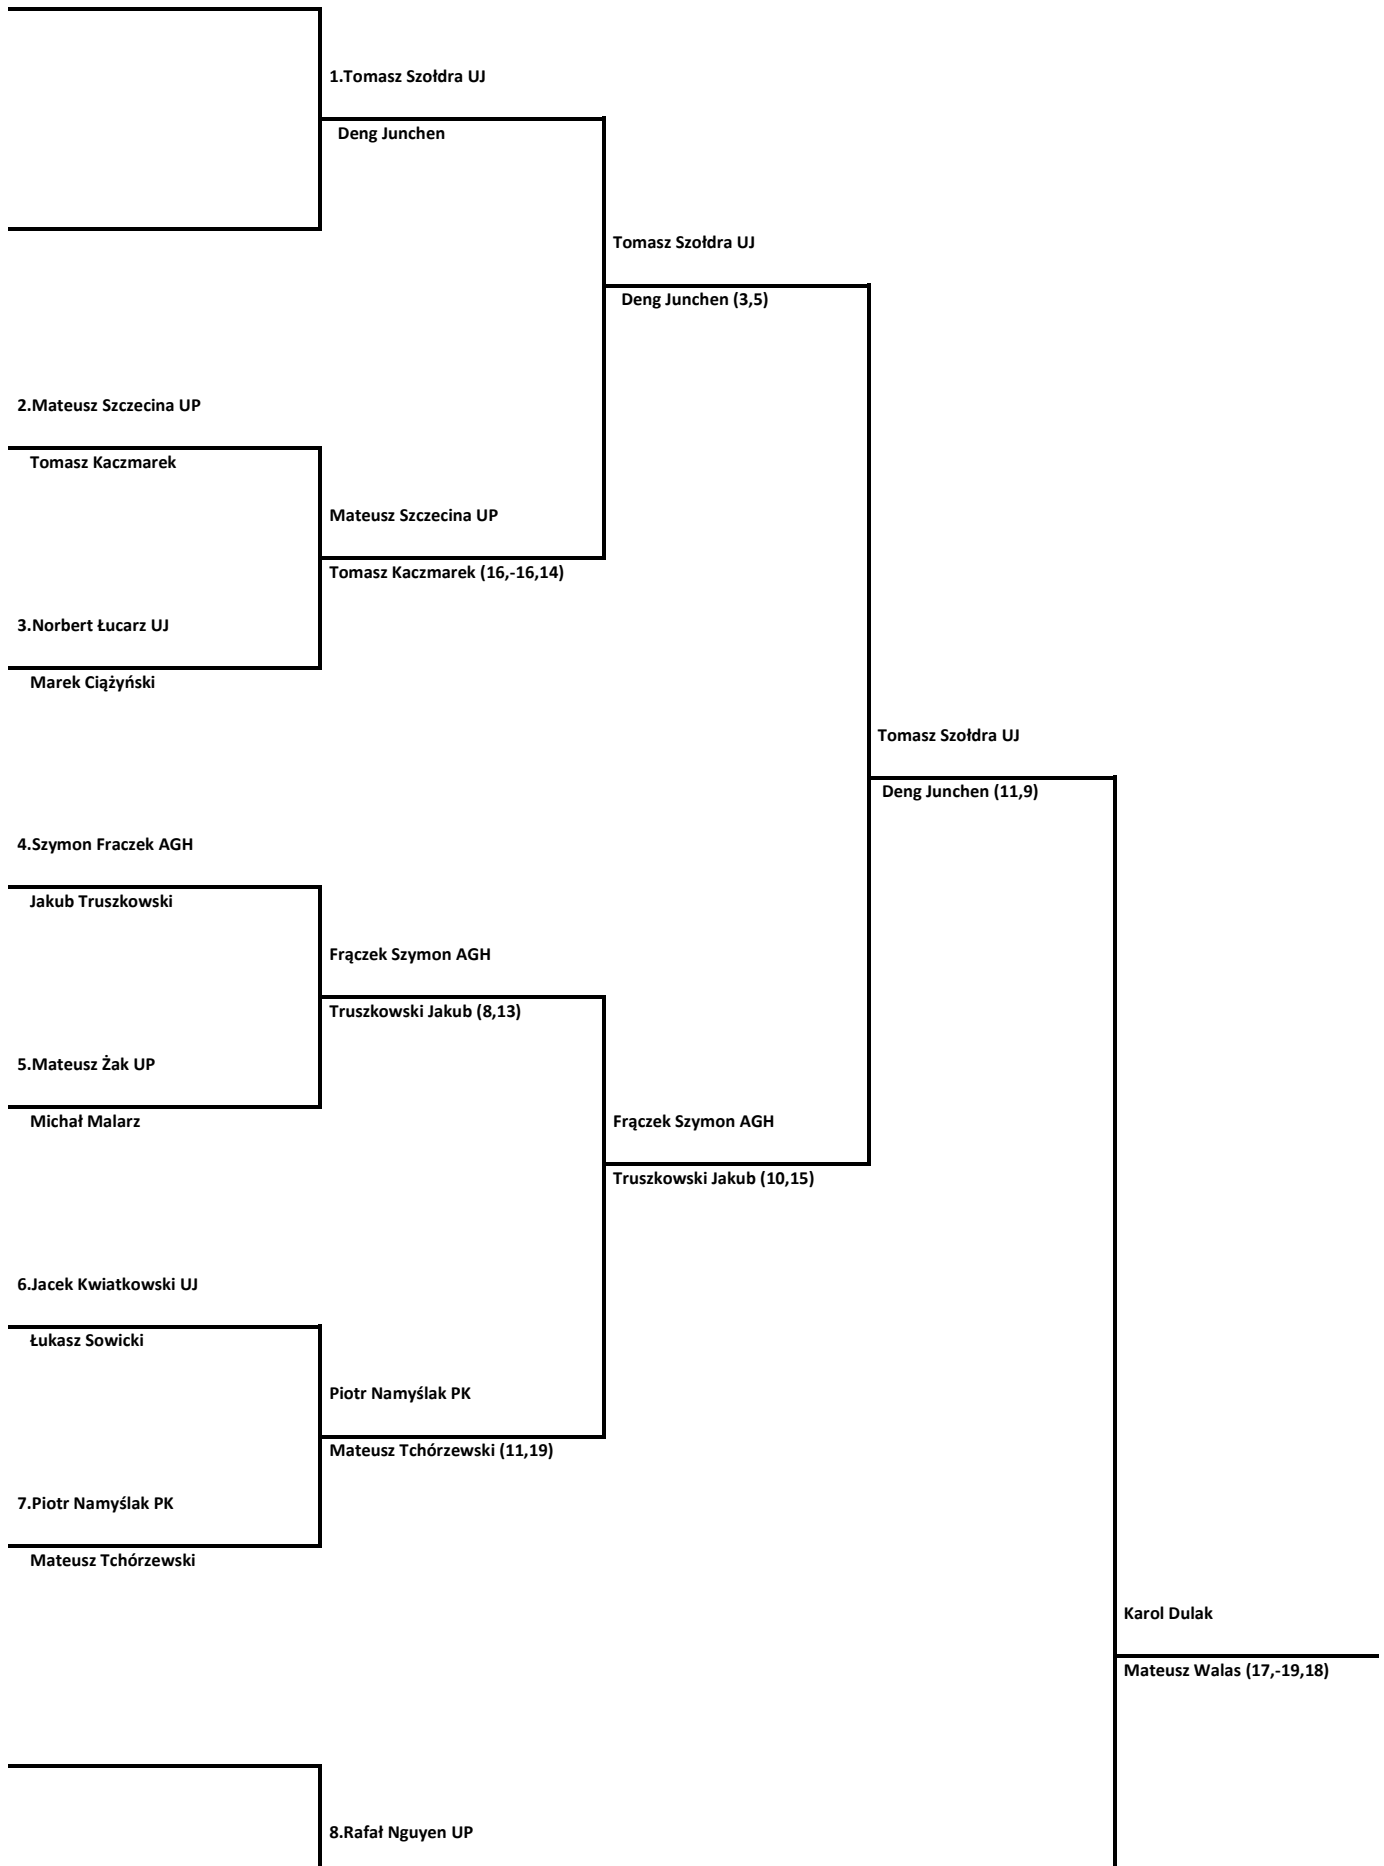 1.Tomasz Szołdra UJ
Deng Junchen
Tomasz Szołdra UJ
Deng Junchen (3,5)
2.Mateusz Szczecina UP
Tomasz Kaczmarek
Mateusz Szczecina UP
Tomasz Kaczmarek (16,-16,14)
3.Norbert Łucarz UJ
Marek Ciążyński
Tomasz Szołdra UJ
Deng Junchen (11,9)
4.Szymon Fraczek AGH
Jakub Truszkowski
Frączek Szymon AGH
Truszkowski Jakub (8,13)
5.Mateusz Żak UP
Michał Malarz
Frączek Szymon AGH
Truszkowski Jakub (10,15)
6.Jacek Kwiatkowski UJ
Łukasz Sowicki
Piotr Namyślak PK
Mateusz Tchórzewski (11,19)
7.Piotr Namyślak PK
Mateusz Tchórzewski
Karol Dulak
Mateusz Walas (17,-19,18)
8.Rafał Nguyen UP